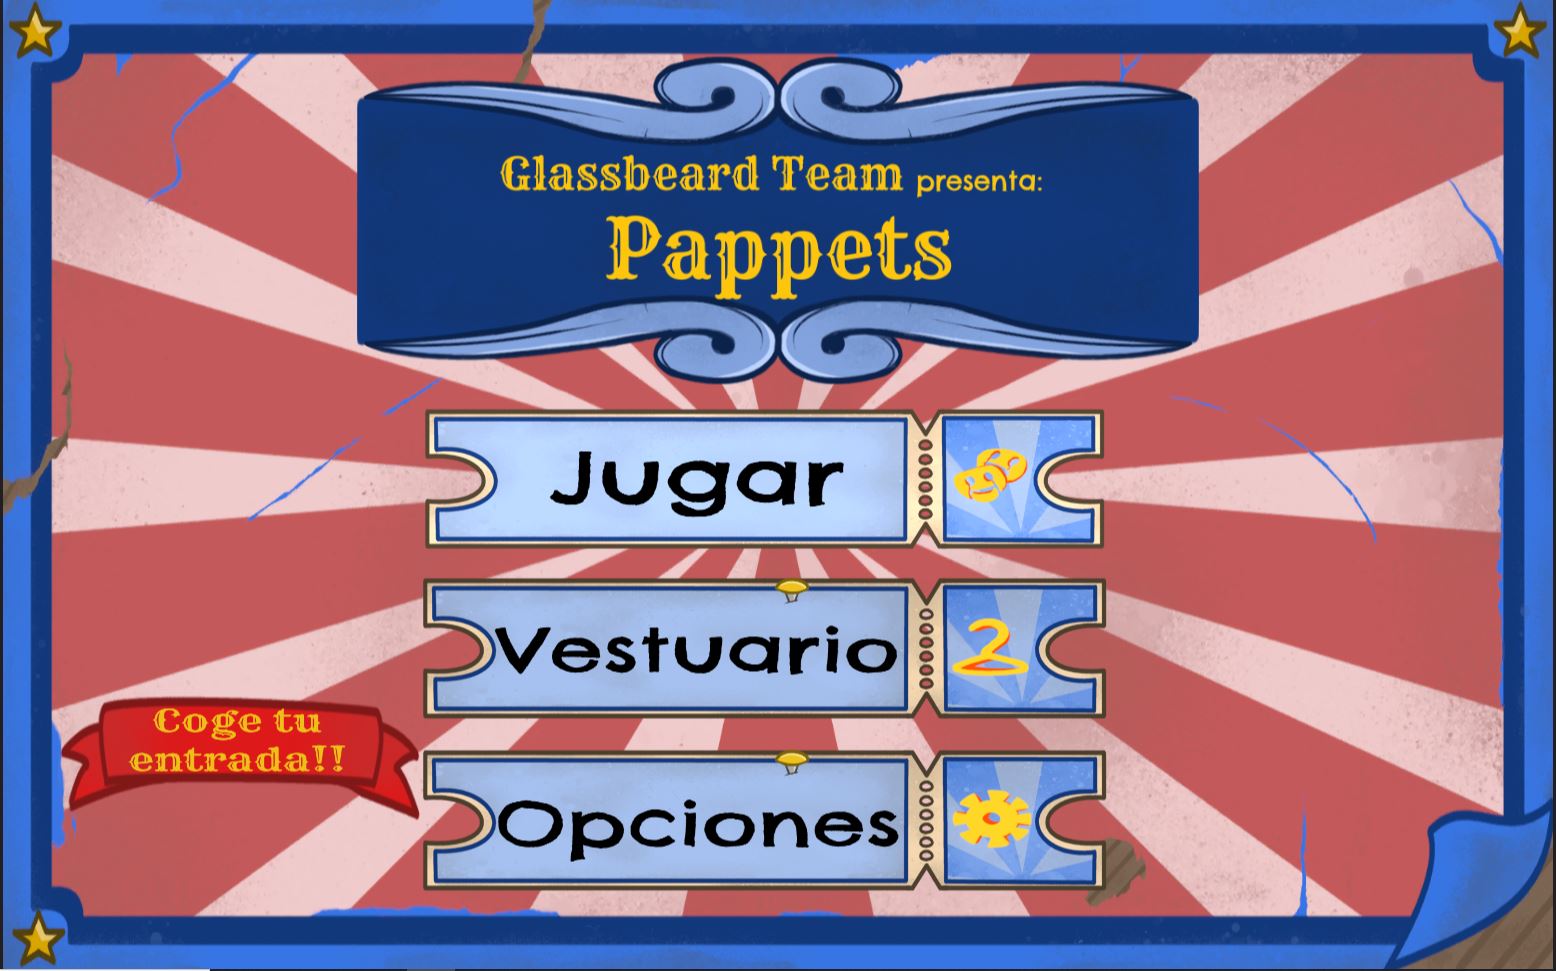 Glassbeard Team presenta:
Pappets
Jugar
Vestuario
Coge tu
entrada!!
Opciones